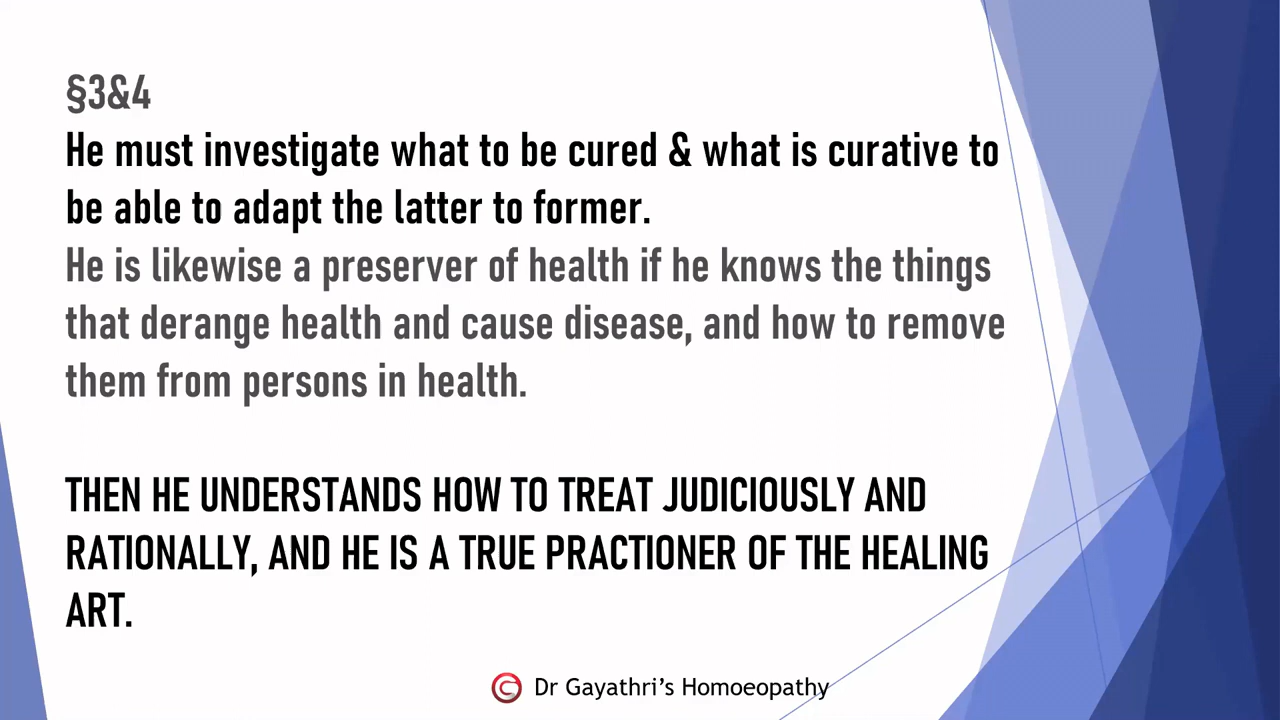 §3&4
He must investigate what to be cured & what is curative to
be able to adapt the latter to former.
He is likewise a preserver of health if he knows the things
that derange health and cause disease, and how to remove
them from persons in health.
THEN HE UNDERSTANDS HOW TO TREAT JUDICIOUSLY AND
RATIONALLY, AND HE IS A TRUE PRACTIONER OF THE HEALING
ART.
Dr Gayathri's Homoeopathy